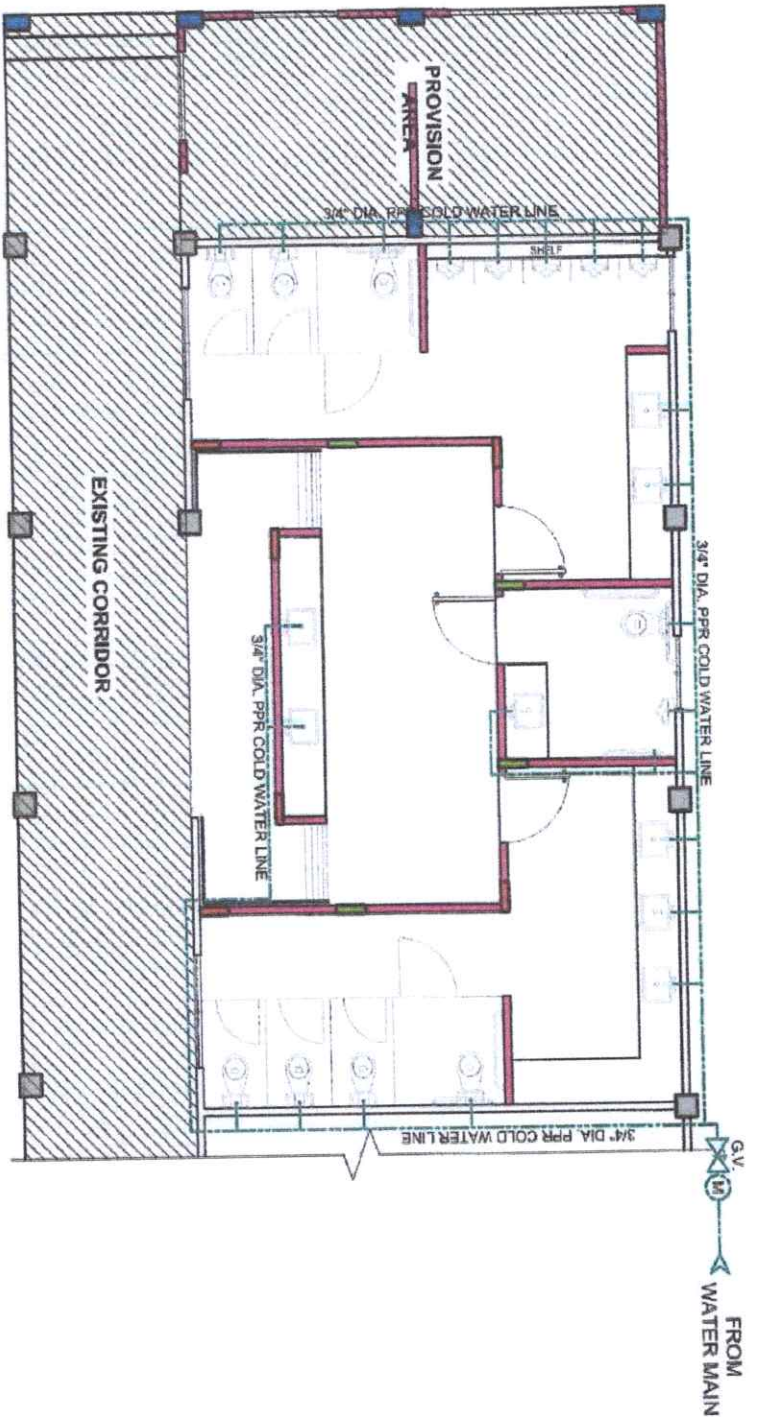 PROVISION
AREA
3/4" DIA. PPR COLD WATER LINE
SHELF
EXISTING CORRIDOR
3/4" DIA. PPR COLD WATER LINE
3/4" DIA. PPR COLD WATER LINE
3/4" DIA. PPR COLD WATER LINE
G.V.
M
FROM
WATER MAIN